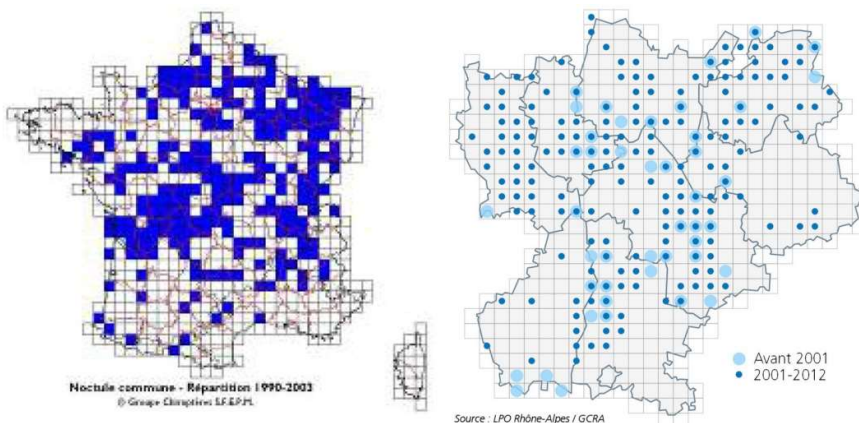 Noctule commune - Répartition 1990-2003
© Groupe Chiroptères S.F.E.P.M.
Avant 2001
2001-2012
Source : LPO Rhône-Alpes / GCRA